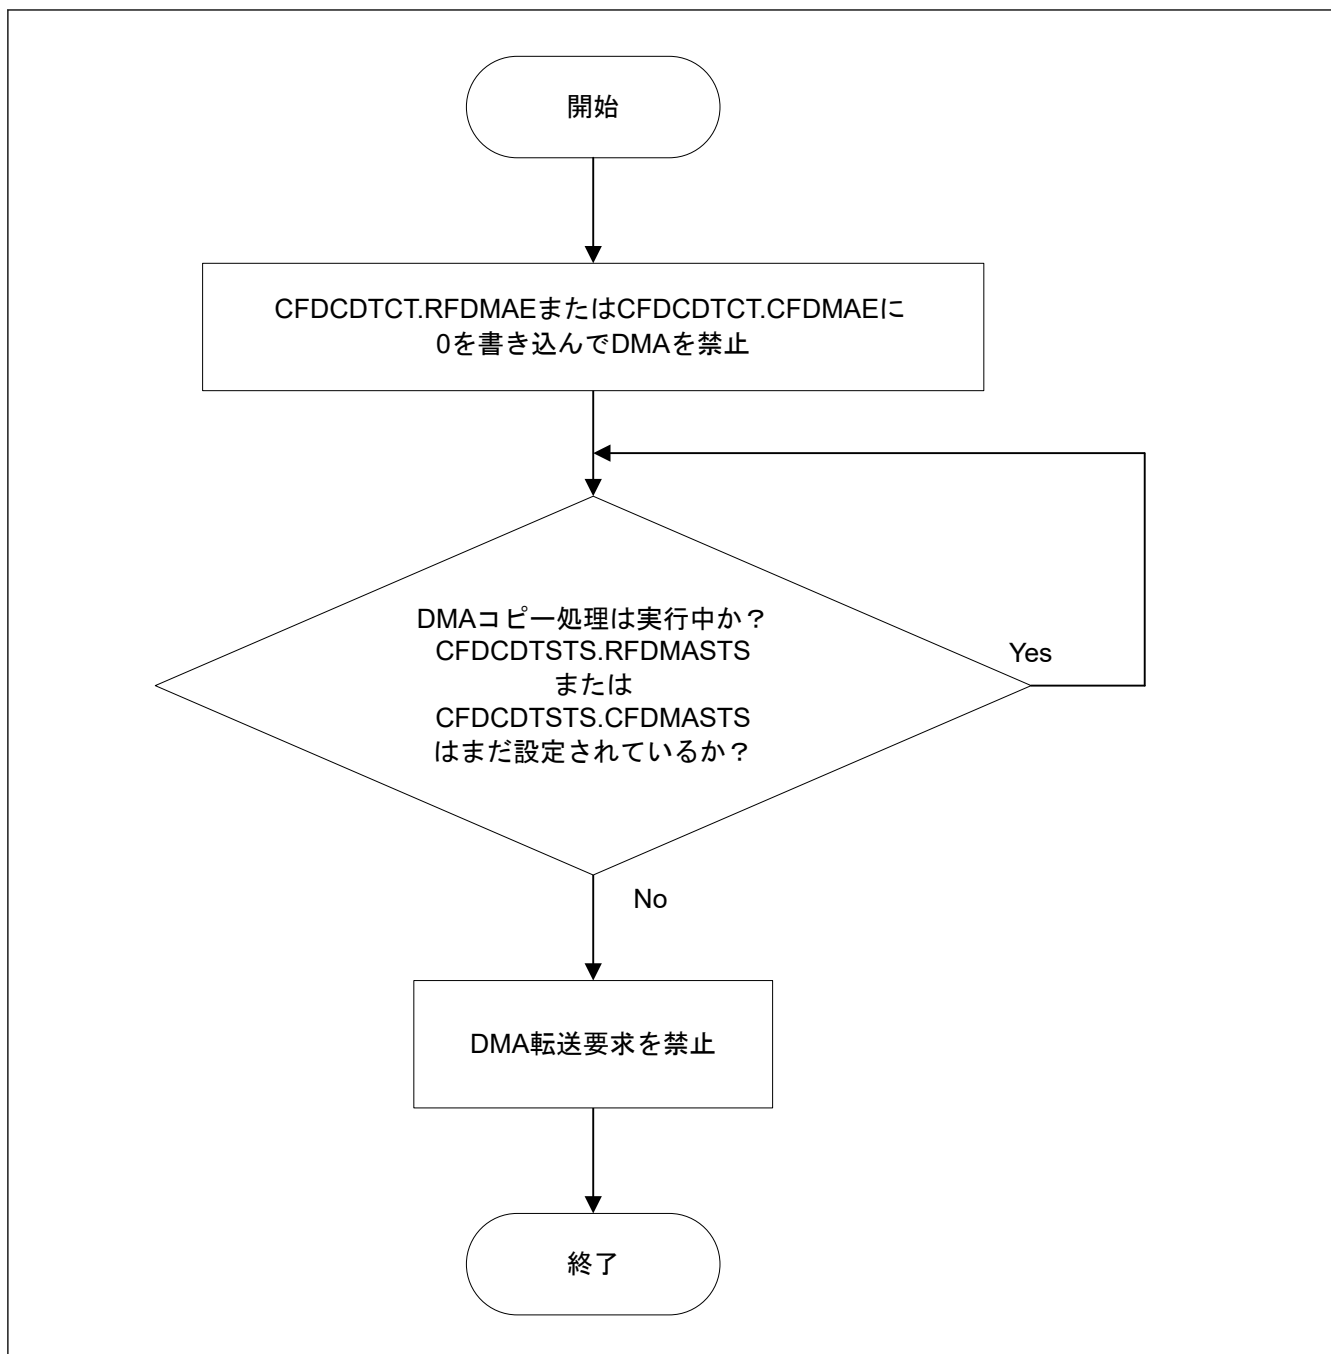 開始
CFDCDTCT.RFDMAEまたはCFDCDTCT.CFDMAEに
0を書き込んでDMAを禁止
DMAコピー処理は実行中か？
CFDCDTSTS.RFDMASTS
または
CFDCDTSTS.CFDMASTS
はまだ設定されているか？
Yes
No
DMA転送要求を禁止
終了